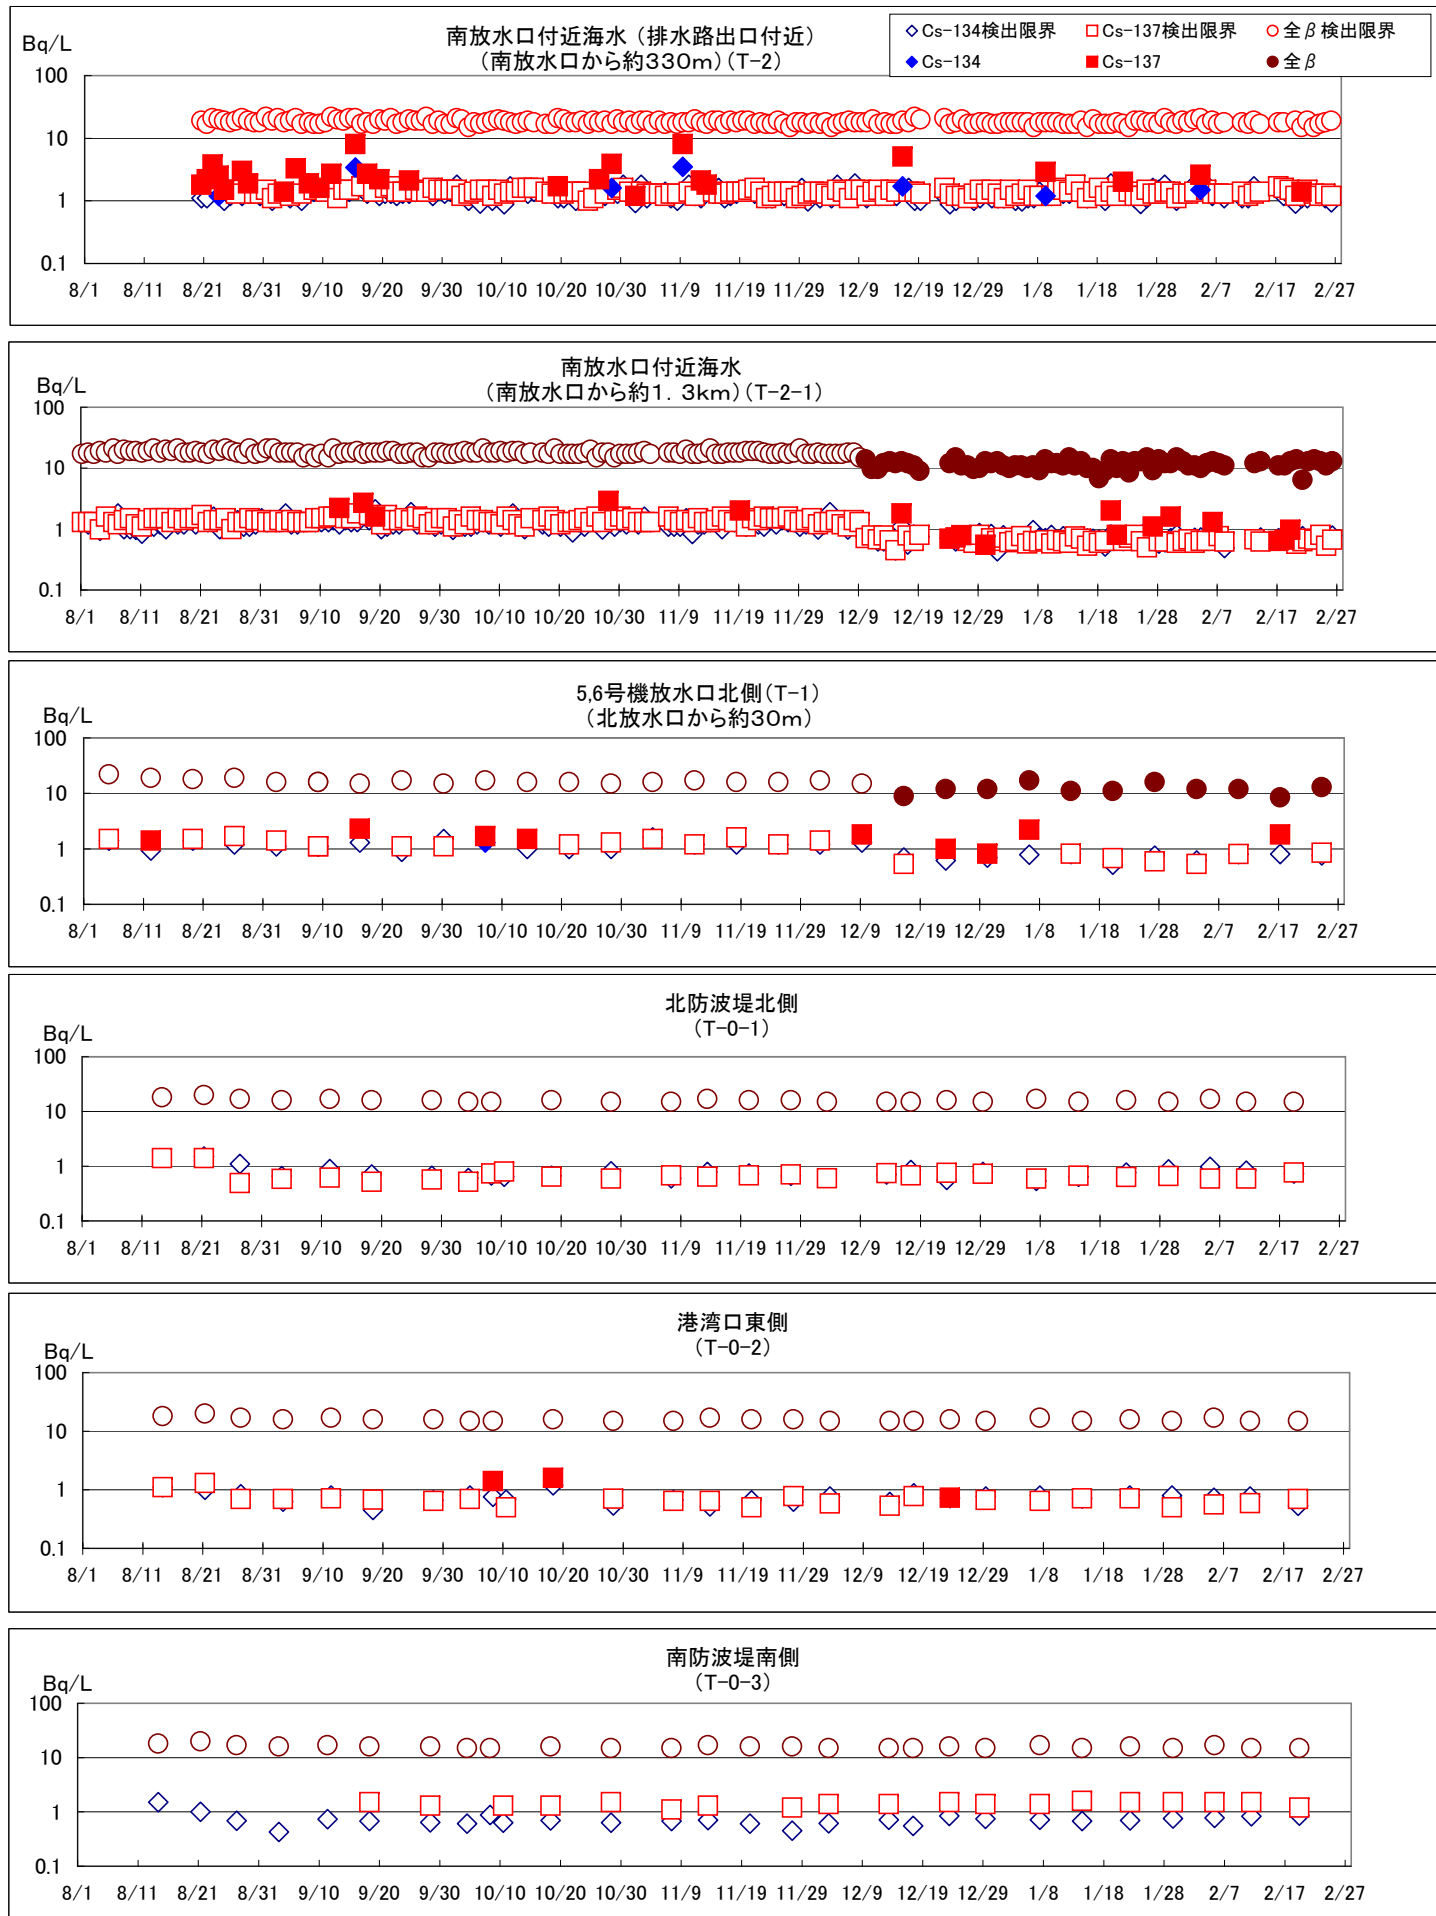 南放水口付近海水（排水路出口付近）
（南放水口から約330m）（T-2）
Bq/L
◇ Cs-134検出限界 □ Cs-137検出限界 ○ 全β検出限界
◆ Cs-134 ■ Cs-137 ● 全β
100
10
1
0.1
8/1 8/11 8/21 8/31 9/10 9/20 9/30 10/10 10/20 10/30 11/9 11/19 11/29 12/9 12/19 12/29 1/8 1/18 1/28 2/7 2/17 2/27
南放水口付近海水
（南放水口から約1．3km）（T-2-1）
Bq/L
100
10
1
0.1
8/1 8/11 8/21 8/31 9/10 9/20 9/30 10/10 10/20 10/30 11/9 11/19 11/29 12/9 12/19 12/29 1/8 1/18 1/28 2/7 2/17 2/27
5,6号機放水口北側（T-1）
（北放水口から約30m）
Bq/L
100
10
1
0.1
8/1 8/11 8/21 8/31 9/10 9/20 9/30 10/10 10/20 10/30 11/9 11/19 11/29 12/9 12/19 12/29 1/8 1/18 1/28 2/7 2/17 2/27
北防波堤北側
（T-0-1）
Bq/L
100
10
1
0.1
8/1 8/11 8/21 8/31 9/10 9/20 9/30 10/10 10/20 10/30 11/9 11/19 11/29 12/9 12/19 12/29 1/8 1/18 1/28 2/7 2/17 2/27
港湾口東側
（T-0-2）
Bq/L
100
10
1
0.1
8/1 8/11 8/21 8/31 9/10 9/20 9/30 10/10 10/20 10/30 11/9 11/19 11/29 12/9 12/19 12/29 1/8 1/18 1/28 2/7 2/17 2/27
南防波堤南側
（T-0-3）
Bq/L
100
10
1
0.1
8/1 8/11 8/21 8/31 9/10 9/20 9/30 10/10 10/20 10/30 11/9 11/19 11/29 12/9 12/19 12/29 1/8 1/18 1/28 2/7 2/17 2/27